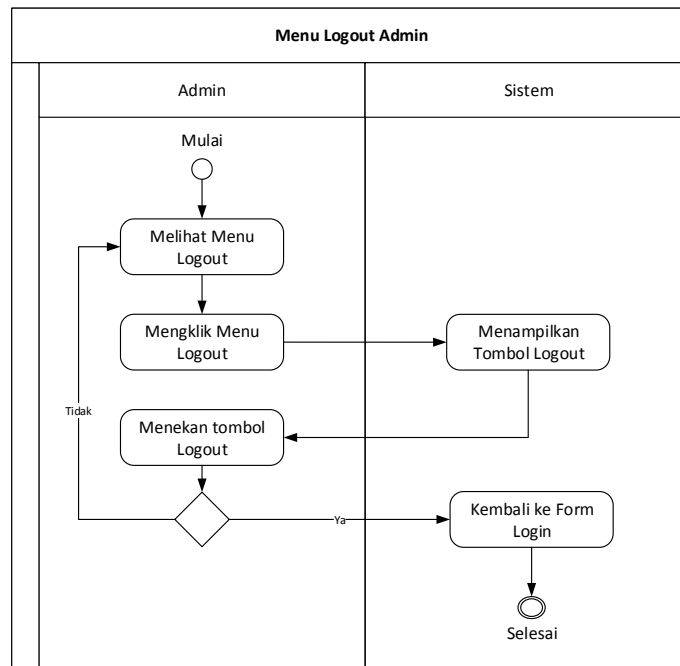 Menu Logout Admin
Admin
Sistem
Mulai
Melihat Menu
Logout
Mengklik Menu
Logout
Menampilkan
Tombol Logout
Tidak
Menekan tombol
Logout
Ya
Kembali ke Form
Login
Selesai